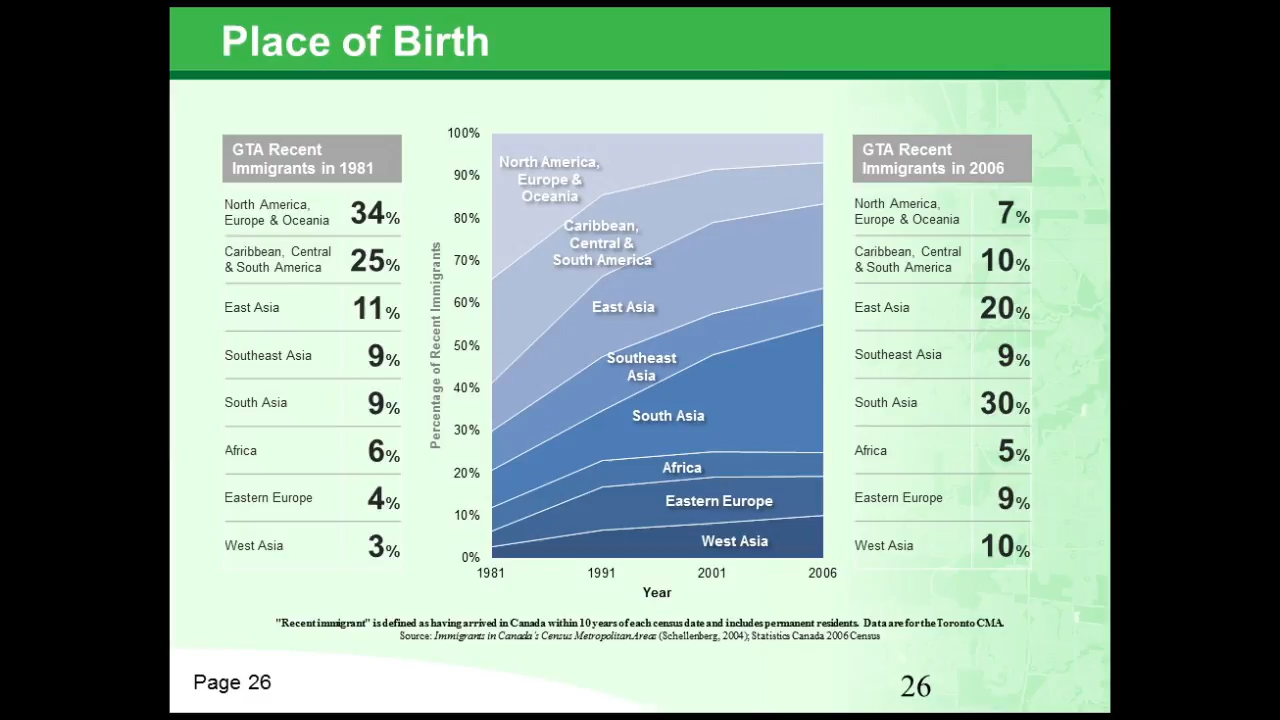 Place of Birth
GTA Recent
Immigrants in 1981
North America,
Europe & Oceania 34%
Caribbean, Central
& South America 25%
East Asia 11%
Southeast Asia 9%
South Asia 9%
Africa 6%
Eastern Europe 4%
West Asia 3%
Percentage of Recent Immigrants
100%
90%
80%
70%
60%
50%
40%
30%
20%
10%
0%
North America,
Europe &
Oceania
Caribbean,
Central &
South America
East Asia
Southeast
Asia
South Asia
Africa
Eastern Europe
West Asia
1981 1991 2001 2006
Year
GTA Recent
Immigrants in 2006
North America,
Europe & Oceania 7%
Caribbean, Central
& South America 10%
East Asia 20%
Southeast Asia 9%
South Asia 30%
Africa 5%
Eastern Europe 9%
West Asia 10%
"Recent immigrant" is defined as having arrived in Canada within 10 years of each census date and includes permanent residents. Data are for the Toronto CMA.
Source: Immigrants in Canada's Census Metropolitan Areas (Schellenberg, 2004); Statistics Canada 2006 Census
Page 26
26